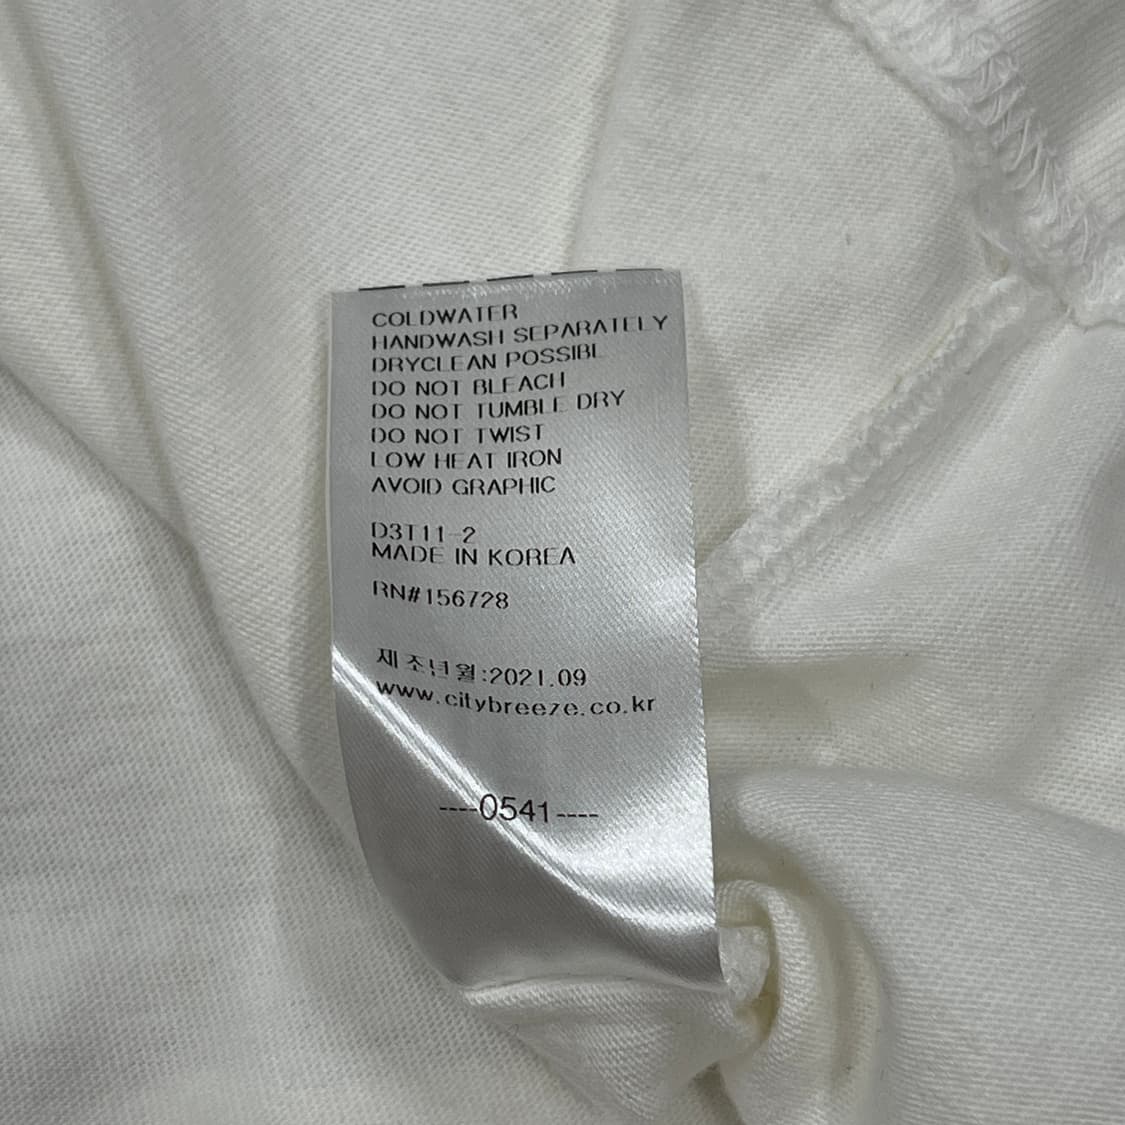 COLDWATER
HANDWASH SEPARATELY
DRYCLEAN POSSIBL
DO NOT BLEACH
DO NOT TUMBLE DRY
DO NOT TWIST
LOW HEAT IRON
AVOID GRAPHIC
D3T11-2
MADE IN KOREA
RN#156728
제조년월:2021.09
www.citybreeze.co.kr
----0541----